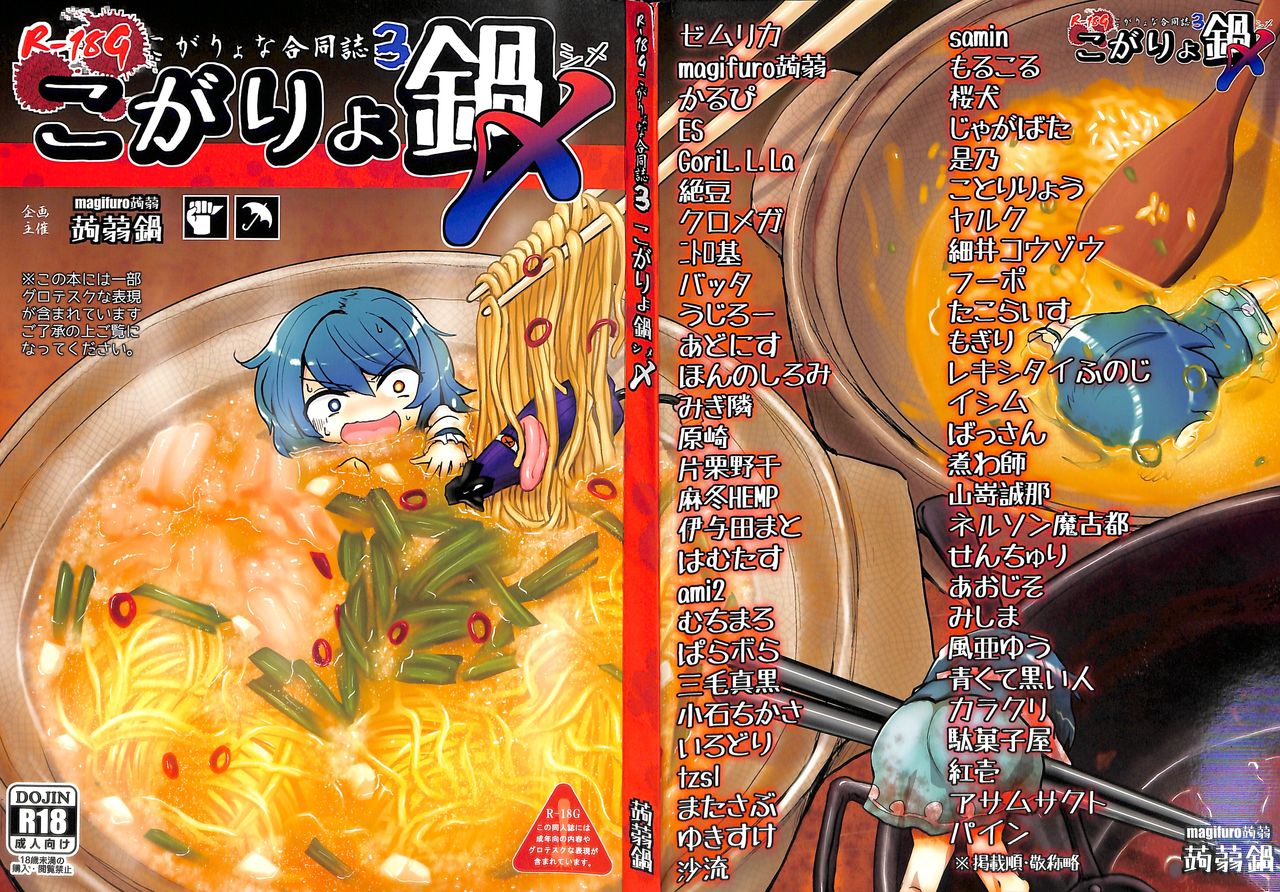 R-18G こがりょな合同誌3
こがりょ鍋〆
シメ
企画
主催
magifuro蒟蒻
蒟蒻鍋
※この本には一部
グロテスクな表現
が含まれています
ご了承の上ご覧に
なってください。
DOJIN
R18
成人向け
18歳未満の
購入・閲覧禁止
R-18G
この同人誌には
成年向の内容や
グロテスクな表現が
含まれています。
R-18G こがりょな合同誌3 こがりょ鍋〆 シメ
蒟蒻鍋
ゼムリカ
magifuro蒟蒻
かるぴ
ES
GoriL.L.La
絶豆
クロメガ
ニトロ基
バッタ
うじろー
あどにす
ほんのしろみ
みぎ隣
原崎
片栗野干
麻冬HEMP
伊与田まと
はむたす
ami2
むちまろ
ぱらボら
三毛真黒
小石ちかさ
いろどり
tzsl
またさぶ
ゆきすけ
沙流
samin
もるこる
桜犬
じゃがばた
是乃
ことりりょう
ヤルク
細井コウゾウ
フーポ
たこらいす
もぎり
レキシタイふのじ
イシム
ばっさん
煮わ師
山嵜誠那
ネルソン魔古都
せんちゅり
あおじそ
みしま
風亜ゆう
青くて黒い人
カラクリ
駄菓子屋
紅壱
アサムサクト
パイン
※掲載順・敬称略
R-18G こがりょな合同誌3
こがりょ鍋〆
シメ
magifuro蒟蒻
蒟蒻鍋